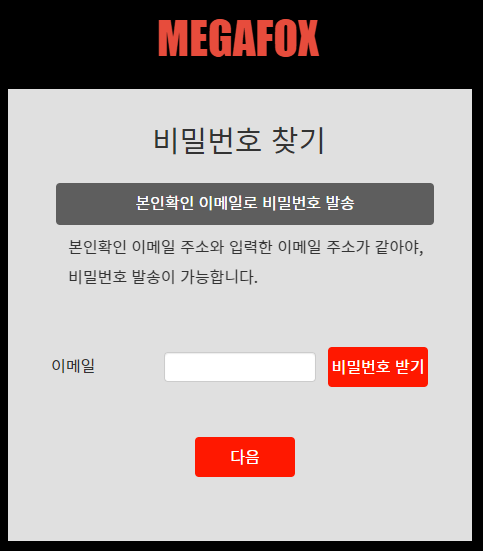 MEGAFOX
비밀번호 찾기
본인확인 이메일로 비밀번호 발송
본인확인 이메일 주소와 입력한 이메일 주소가 같아야,
비밀번호 발송이 가능합니다.
이메일
비밀번호 받기
다음